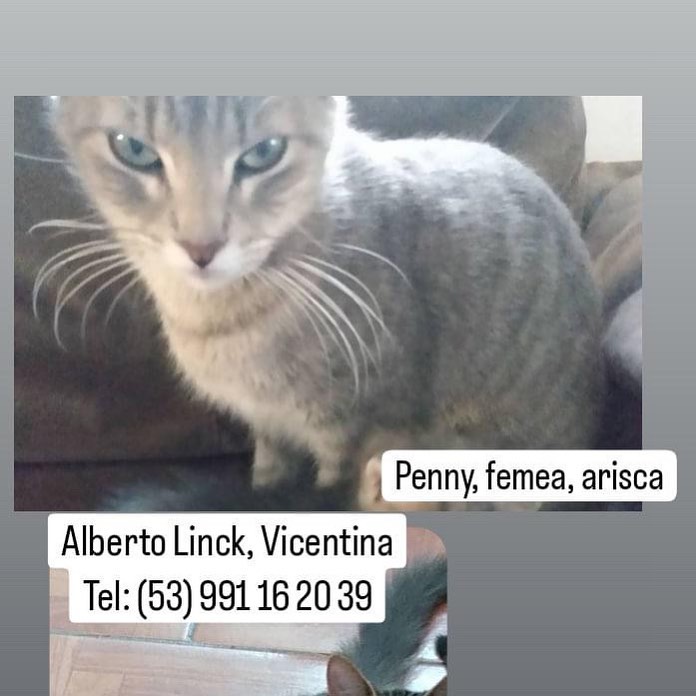 Penny, femea, arisca
Alberto Linck, Vicentina
Tel: (53) 991 16 20 39